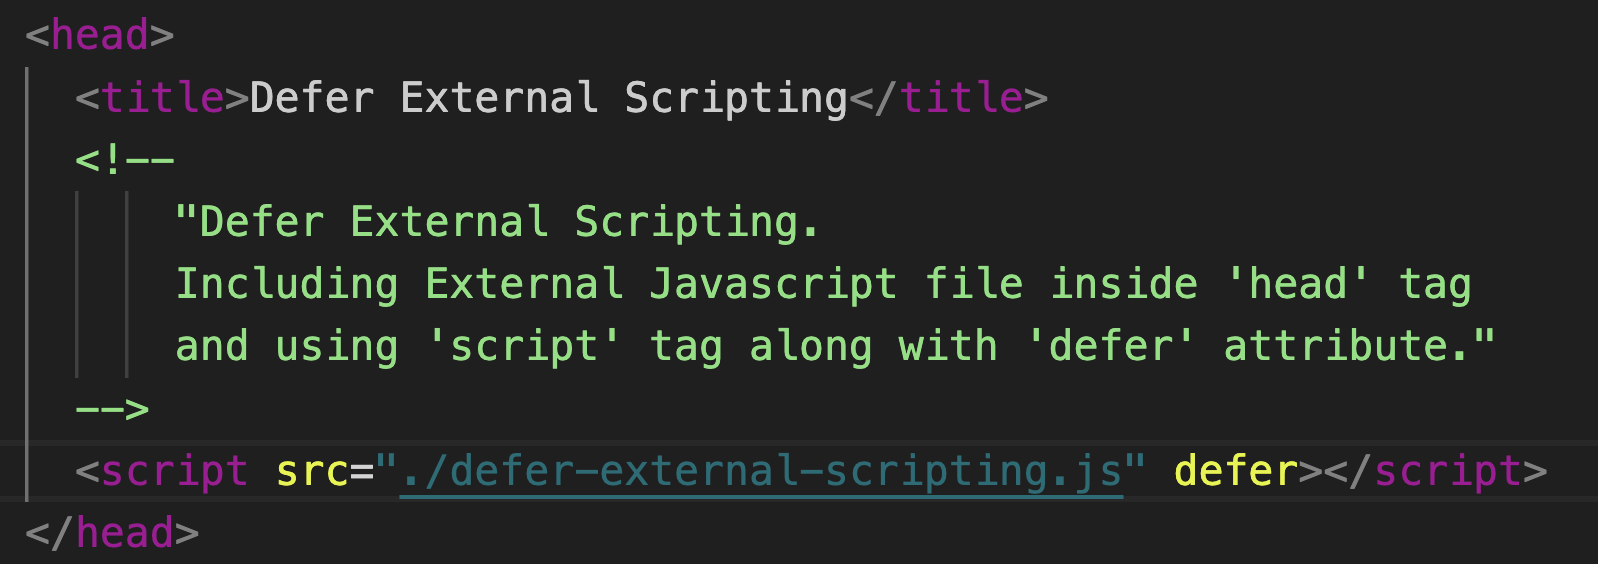 <head>
<title>Defer External Scripting</title>
<!--
"Defer External Scripting.
Including External Javascript file inside 'head' tag
and using 'script' tag along with 'defer' attribute."
-->
<script src="./defer-external-scripting.js" defer></script>
</head>